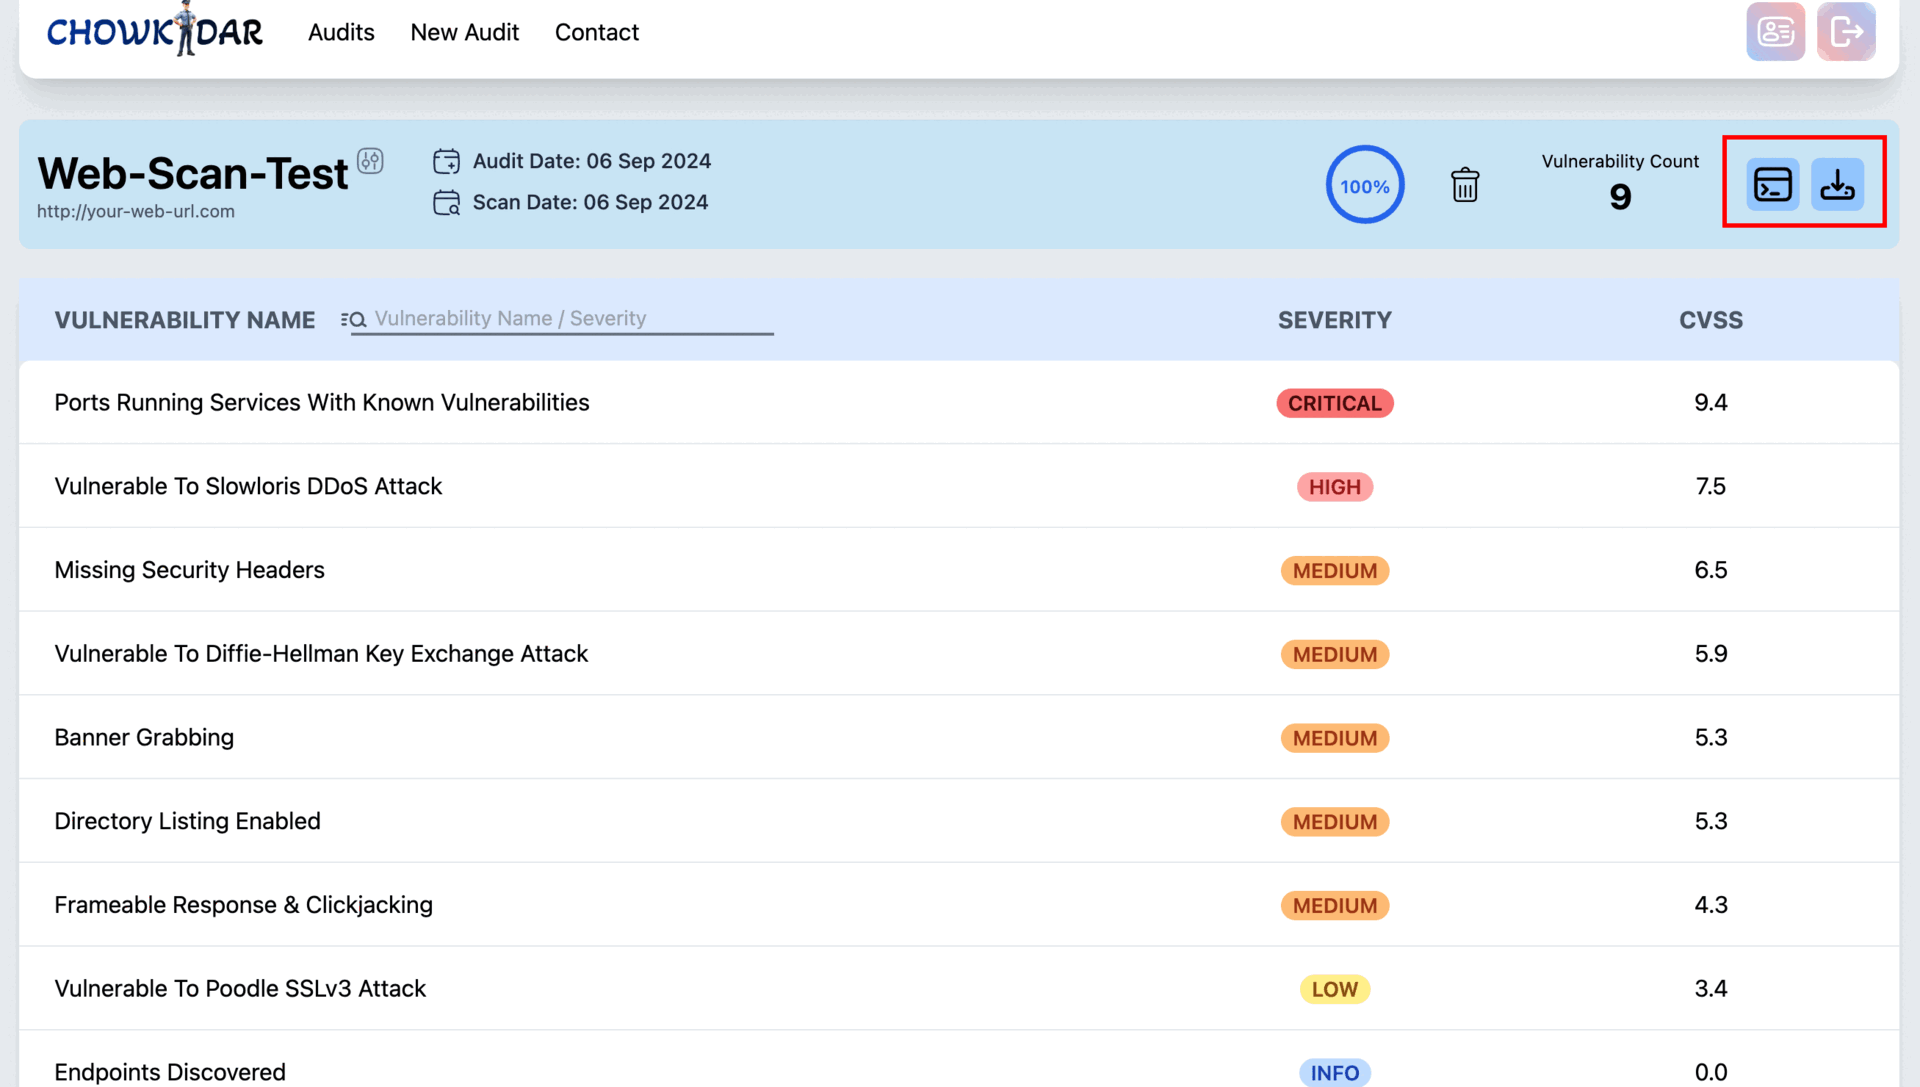 CHOWKIDAR Audits New Audit Contact
Web-Scan-Test
http://your-web-url.com
Audit Date: 06 Sep 2024
Scan Date: 06 Sep 2024
100%
Vulnerability Count
9
VULNERABILITY NAME Vulnerability Name / Severity SEVERITY CVSS
Ports Running Services With Known Vulnerabilities CRITICAL 9.4
Vulnerable To Slowloris DDoS Attack HIGH 7.5
Missing Security Headers MEDIUM 6.5
Vulnerable To Diffie-Hellman Key Exchange Attack MEDIUM 5.9
Banner Grabbing MEDIUM 5.3
Directory Listing Enabled MEDIUM 5.3
Frameable Response & Clickjacking MEDIUM 4.3
Vulnerable To Poodle SSLv3 Attack LOW 3.4
Endpoints Discovered INFO 0.0